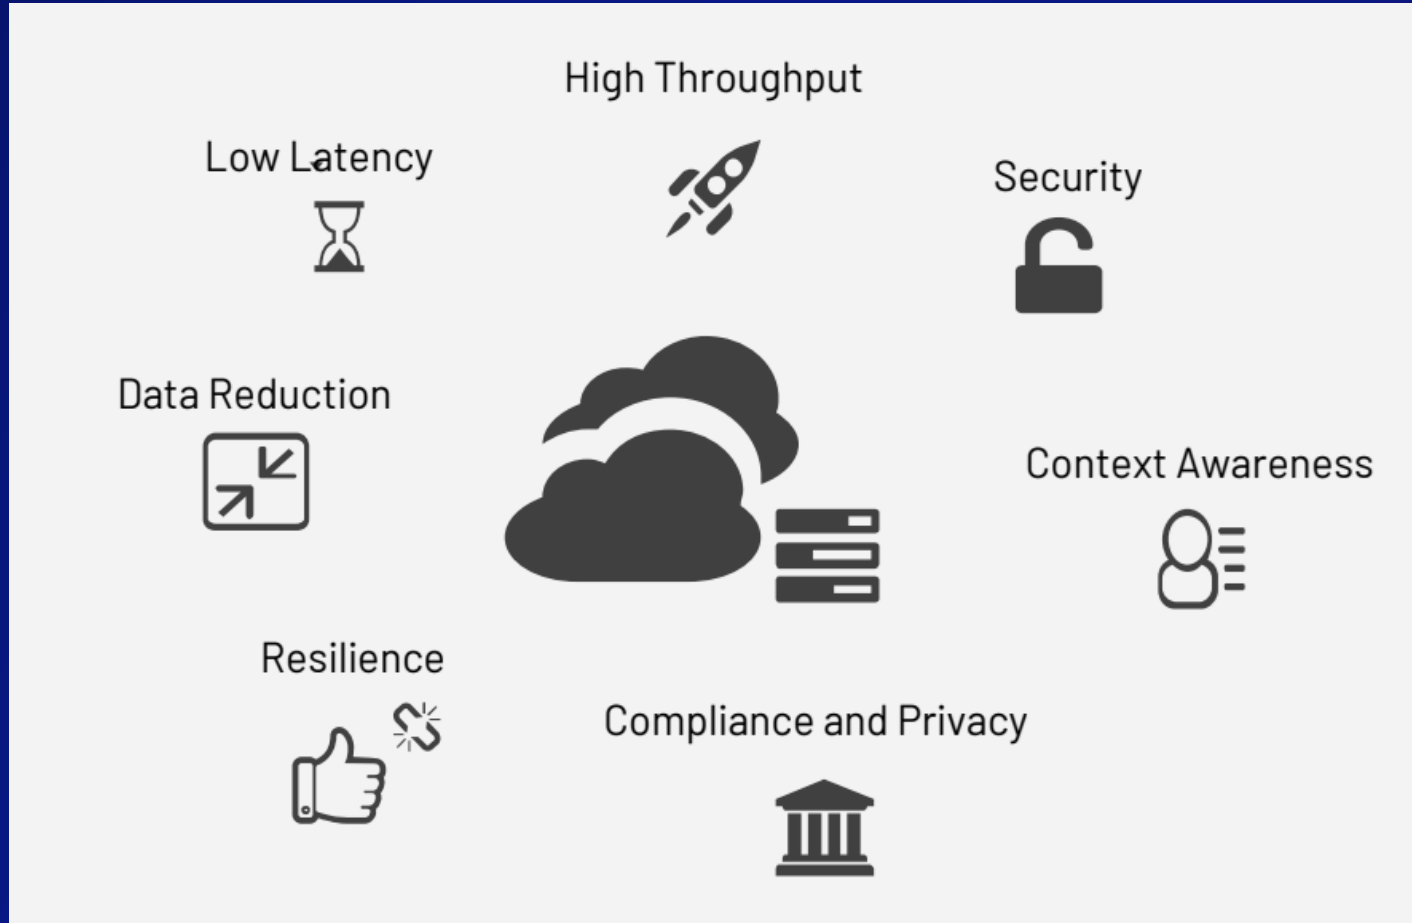 High Throughput
Low Latency
Security
Data Reduction
Context Awareness
Resilience
Compliance and Privacy